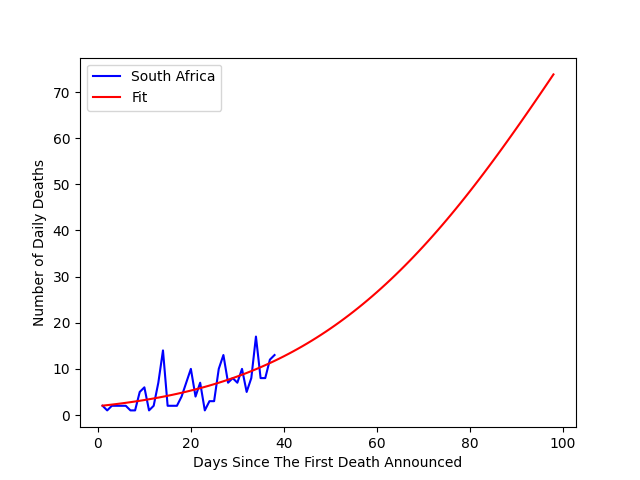 South Africa
Fit
Number of Daily Deaths
70
60
50
40
30
20
10
0
0 20 40 60 80 100
Days Since The First Death Announced